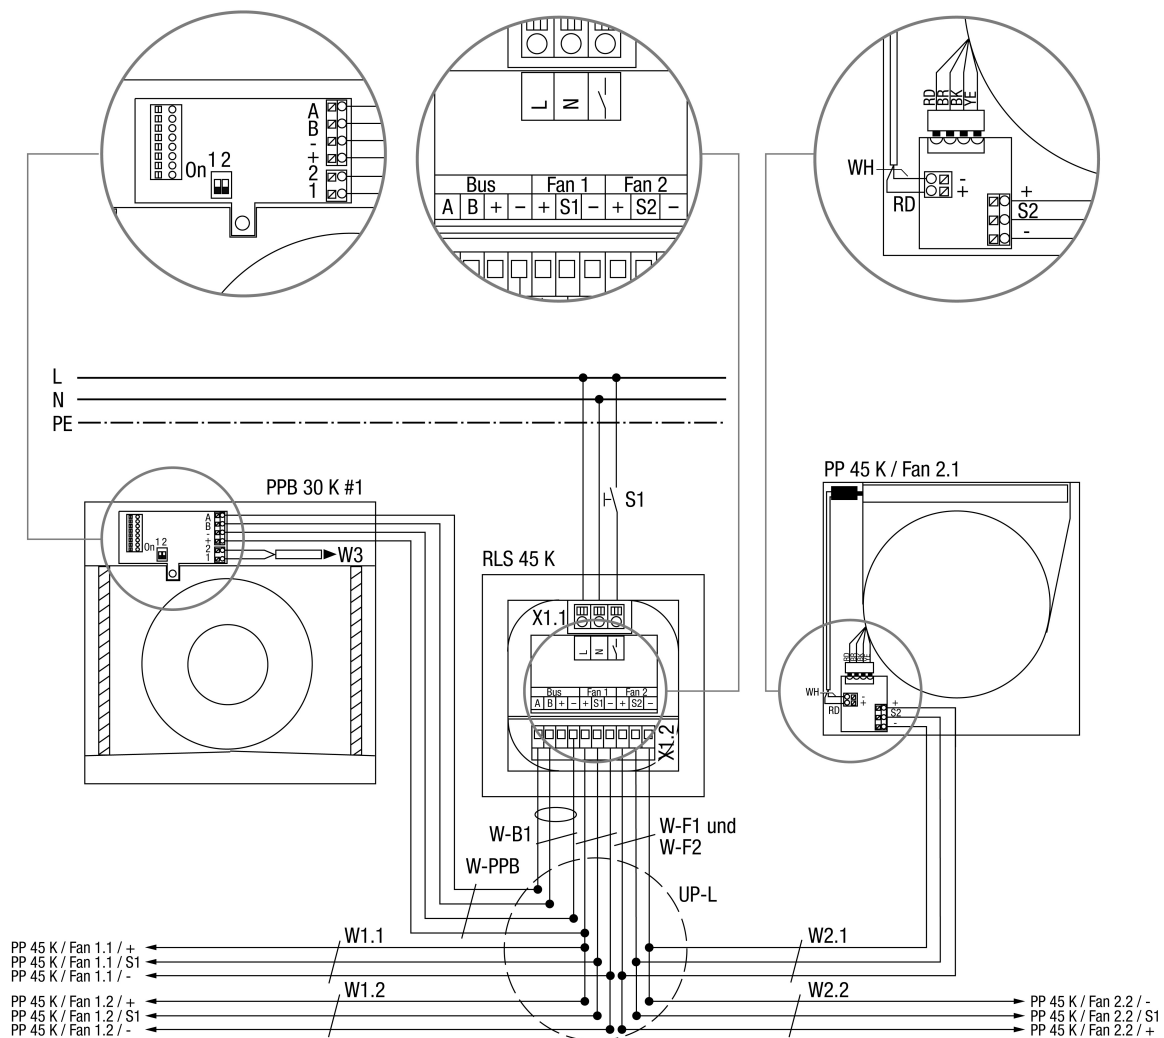 A
B
-
+
2
1
On 1 2
L
N
Bus Fan 1 Fan 2
A B + – + S1 – + S2 –
RD
BR
BK
YE
WH
-
+
RD
+
S2
-
L
N
PE
S1
PPB 30 K #1
A
B
-
+
2
1
On 1 2
W3
RLS 45 K
X1.1
L
N
Bus Fan 1 Fan 2
A B + – + S1 – + S2 –
X1.2
PP 45 K / Fan 2.1
RD
BR
BK
YE
WH
-
+
RD
+
S2
-
W-B1
W-F1 und
W-F2
W-PPB
UP-L
W1.1
W2.1
PP 45 K / Fan 1.1 / +
PP 45 K / Fan 1.1 / S1
PP 45 K / Fan 1.1 / -
W1.2
W2.2
PP 45 K / Fan 1.2 / +
PP 45 K / Fan 1.2 / S1
PP 45 K / Fan 1.2 / -
PP 45 K / Fan 2.2 / -
PP 45 K / Fan 2.2 / S1
PP 45 K / Fan 2.2 / +